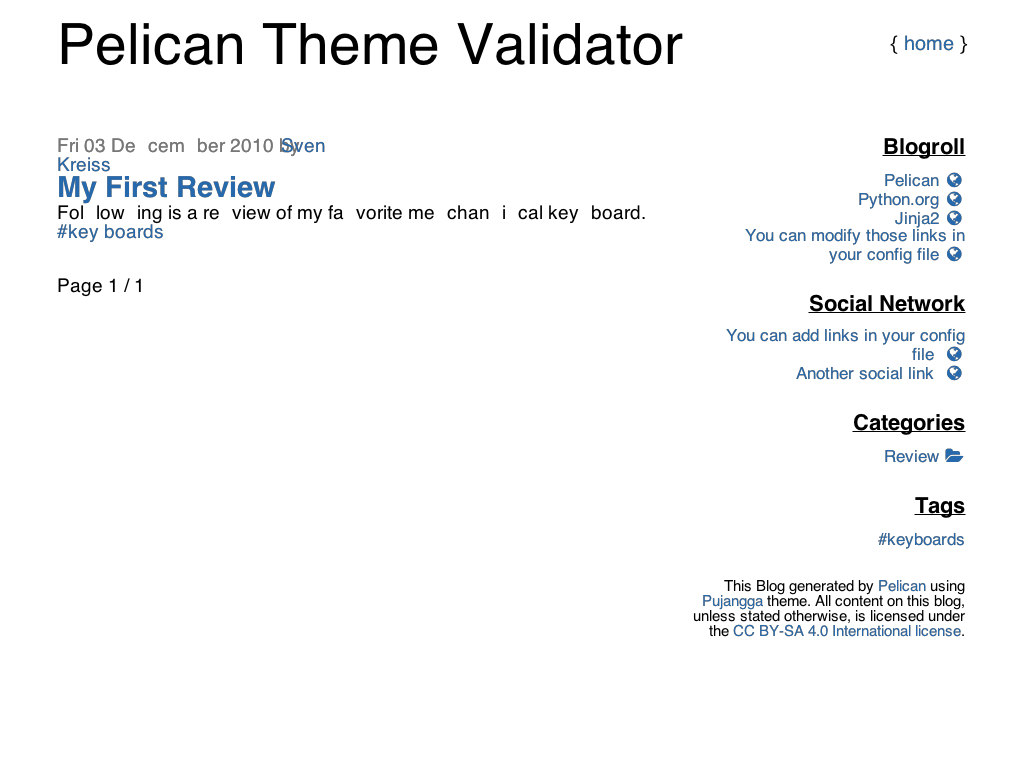 Pelican Theme Validator
{ home }
Fri 03 De cem ber 2010 by Sven
Kreiss
My First Review
Fol low ing is a re view of my fa vorite me chan i cal key board.
#key boards
Page 1 / 1
Blogroll
Pelican
Python.org
Jinja2
You can modify those links in
your config file
Social Network
You can add links in your config
file
Another social link
Categories
Review
Tags
#keyboards
This Blog generated by Pelican using
Pujangga theme. All content on this blog,
unless stated otherwise, is licensed under
the CC BY-SA 4.0 International license.